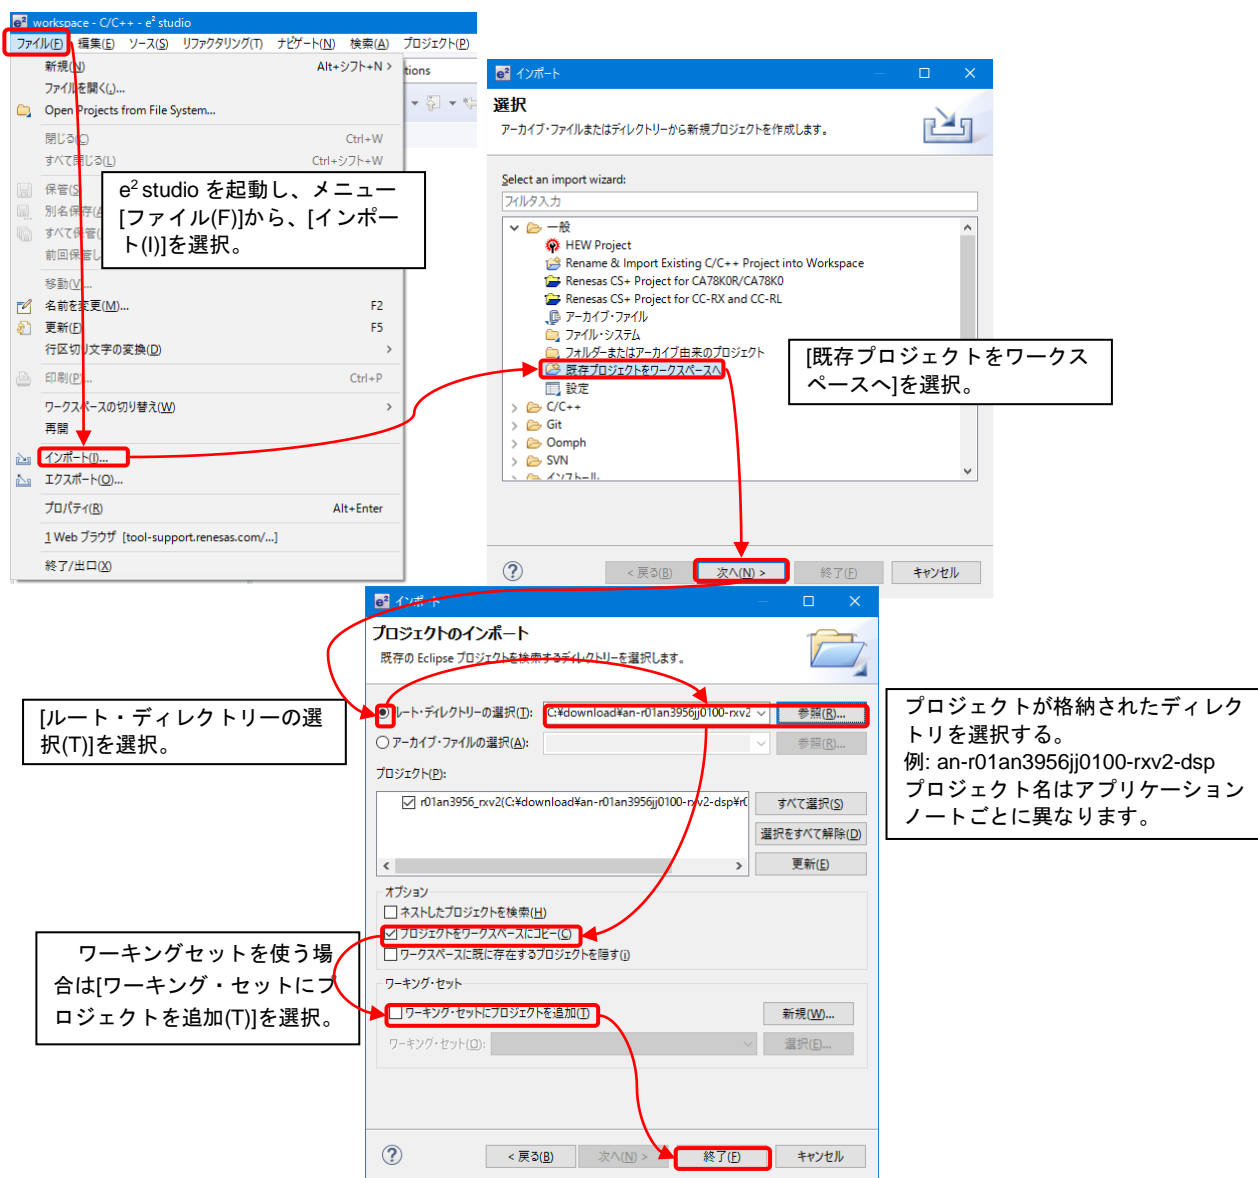 workspace - C/C++ - e² studio
ファイル(F) 編集(E) ソース(S) リファクタリング(T) ナビゲート(N) 検索(A) プロジェクト(P)
新規(N) Alt+シフト+N >
ファイルを開く(.)...
Open Projects from File System...
閉じる(C) Ctrl+W
すべて閉じる(L) Ctrl+シフト+W
保管(S)
別名保存(A
すべて保管(
前回保管し
移動(V)...
名前を変更(M)... F2
更新(F) F5
行区切り文字の変換(D) >
印刷(P)... Ctrl+P
ワークスペースの切り替え(W) >
再開
インポート(I)...
エクスポート(O)...
プロパティ(R) Alt+Enter
1 Web ブラウザ [tool-support.renesas.com/...]
終了/出口(X)
tions
e² studio を起動し、メニュー
[ファイル(F)]から、[インポー
ト(I)]を選択。
e² インポート
選択
アーカイブ・ファイルまたはディレクトリーから新規プロジェクトを作成します。
Select an import wizard:
フィルタ入力
一般
HEW Project
Rename & Import Existing C/C++ Project into Workspace
Renesas CS+ Project for CA78K0R/CA78K0
Renesas CS+ Project for CC-RX and CC-RL
アーカイブ・ファイル
ファイル・システム
フォルダーまたはアーカイブ由来のプロジェクト
既存プロジェクトをワークスペースへ
設定
C/C++
Git
Oomph
SVN
インストール
< 戻る(B) 次へ(N) > 終了(F) キャンセル
[既存プロジェクトをワークス
ペースへ]を選択。
e² インポート
プロジェクトのインポート
既存の Eclipse プロジェクトを検索するディレクトリーを選択します。
ルート・ディレクトリーの選択(T): C:¥download¥an-r01an3956jj0100-rxv2 参照(R)...
アーカイブ・ファイルの選択(A): 参照(R)...
プロジェクト(P):
r01an3956_rxv2(C:¥download¥an-r01an3956jj0100-rxv2-dsp¥r( すべて選択(S)
選択をすべて解除(D)
更新(E)
オプション
ネストしたプロジェクトを検索(H)
プロジェクトをワークスペースにコピー(C)
ワークスペースに既に存在するプロジェクトを隠す(i)
ワーキング・セット
ワーキング・セットにプロジェクトを追加(T) 新規(W)...
ワーキング・セット(O): 選択(E)...
< 戻る(B) 次へ(N) > 終了(F) キャンセル
[ルート・ディレクトリーの選
択(T)]を選択。
プロジェクトが格納されたディレク
トリを選択する。
例: an-r01an3956jj0100-rxv2-dsp
プロジェクト名はアプリケーション
ノートごとに異なります。
ワーキングセットを使う場
合は[ワーキング・セットにプ
ロジェクトを追加(T)]を選択。